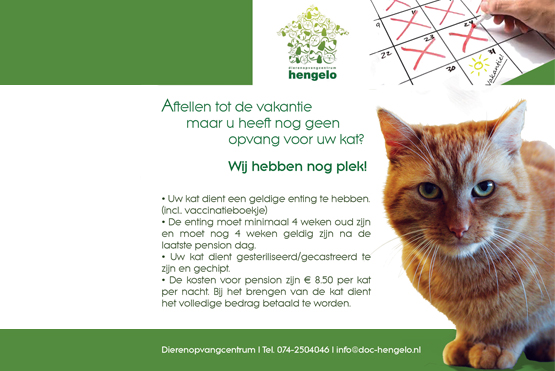 dierenopvangcentrum
hengelo
Vakantie!
Aftellen tot de vakantie
maar u heeft nog geen
opvang voor uw kat?
Wij hebben nog plek!
• Uw kat dient een geldige enting te hebben.
(incl. vaccinatieboekje)
• De enting moet minimaal 4 weken oud zijn
en moet nog 4 weken geldig zijn na de
laatste pension dag.
• Uw kat dient gesteriliseerd/gecastreerd te
zijn en gechipt.
• De kosten voor pension zijn € 8.50 per kat
per nacht. Bij het brengen van de kat dient
het volledige bedrag betaald te worden.
Dierenopvangcentrum I Tel. 074-2504046 I info@doc-hengelo.nl